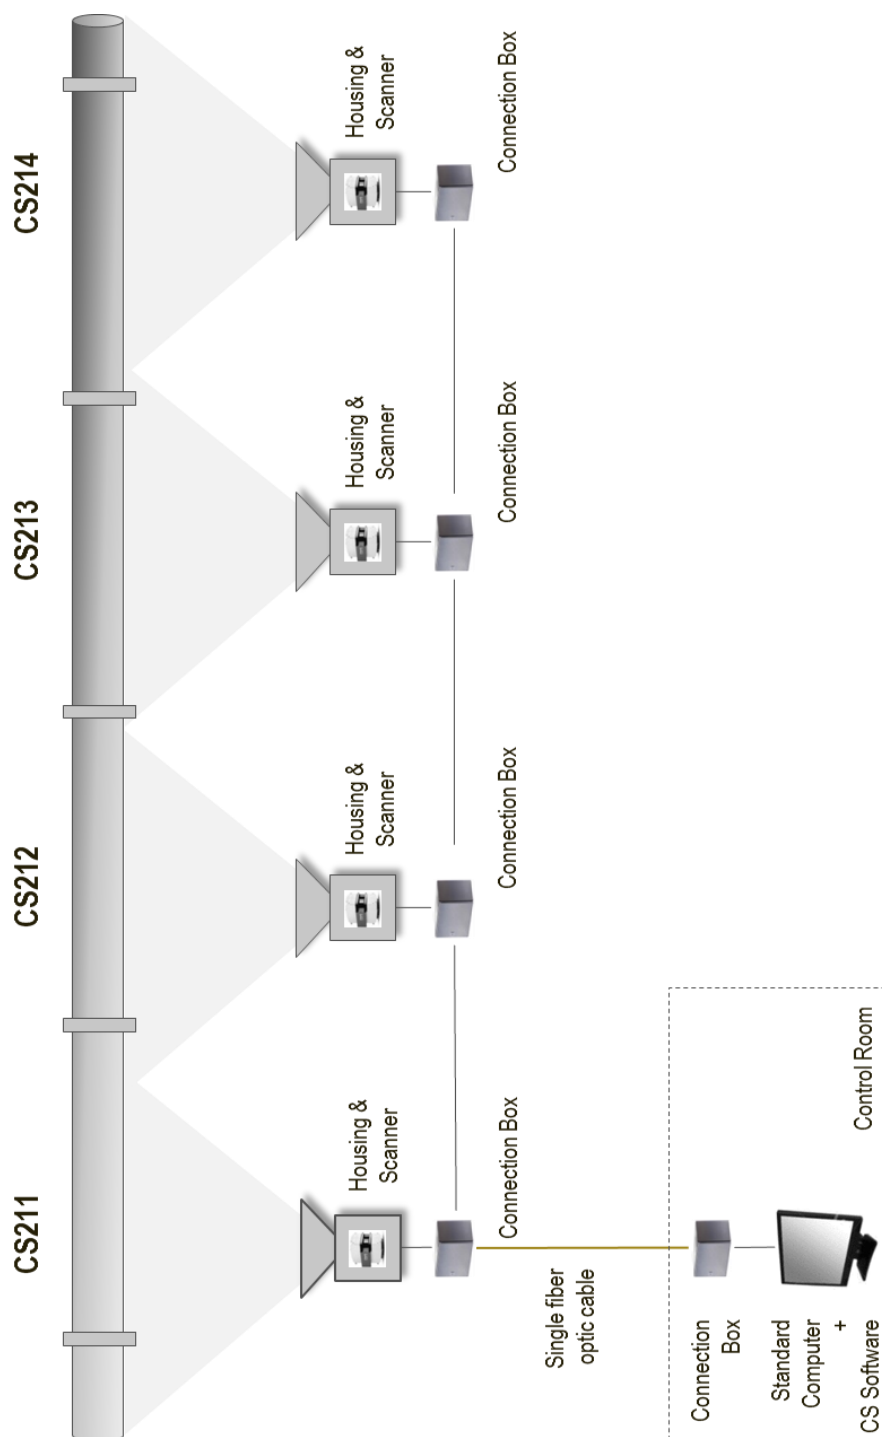 CS211
CS212
CS213
CS214
Housing &
Scanner
Housing &
Scanner
Housing &
Scanner
Housing &
Scanner
Connection Box
Connection Box
Connection Box
Connection Box
Single fiber
optic cable
Connection
Box
Standard
Computer
+
CS Software
Control Room